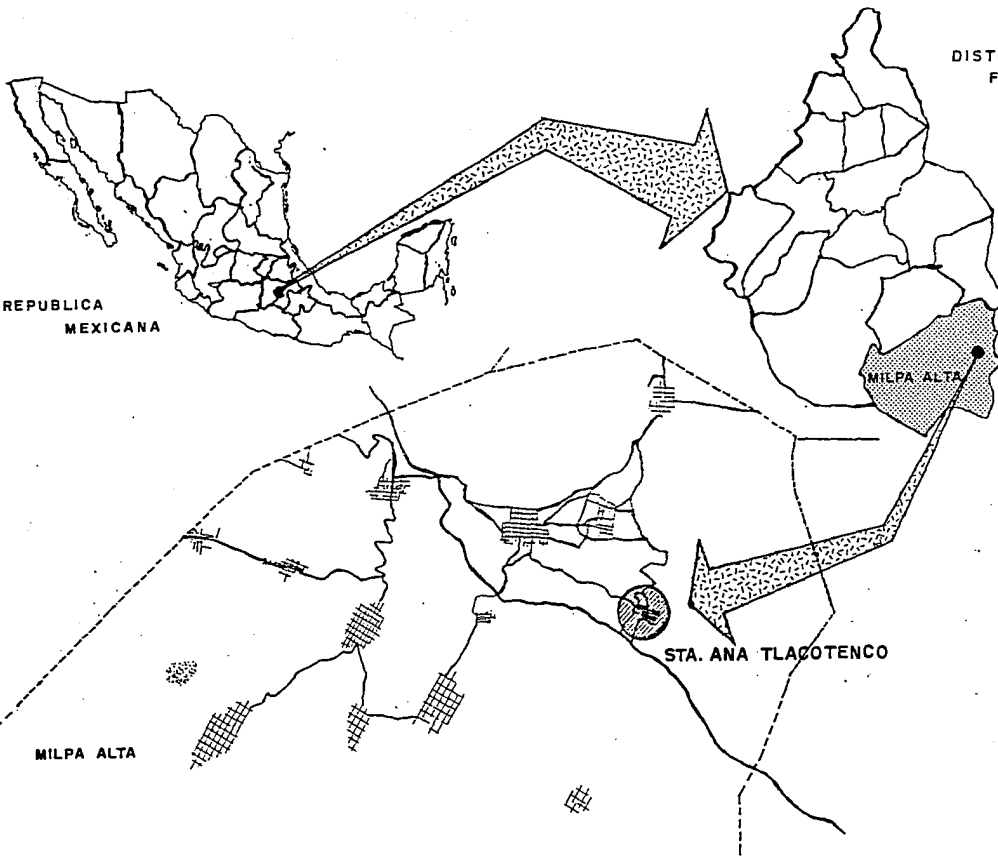 DIST
F
REPUBLICA
MEXICANA
MILPA ALTA
STA. ANA TLACOTENCO
MILPA ALTA